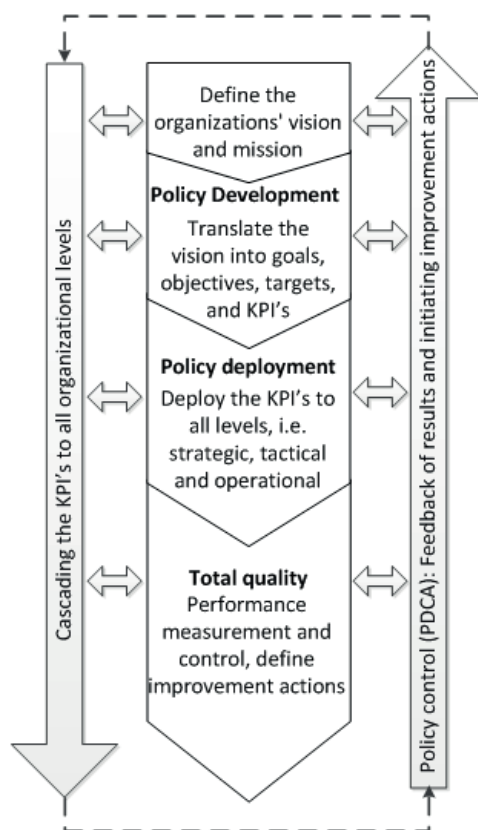 Cascading the KPI's to all organizational levels
Define the
organizations' vision
and mission
Policy Development
Translate the
vision into goals,
objectives, targets,
and KPI's
Policy deployment
Deploy the KPI's to
all levels, i.e.
strategic, tactical
and operational
Total quality
Performance
measurement and
control, define
improvement actions
Policy control (PDCA): Feedback of results and initiating improvement actions